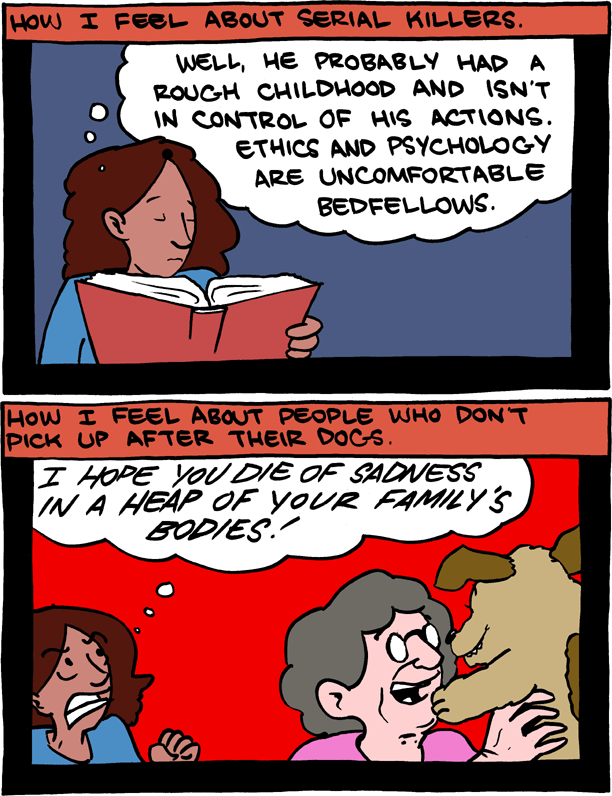 HOW I FEEL ABOUT SERIAL KILLERS.
WELL, HE PROBABLY HAD A
ROUGH CHILDHOOD AND ISN'T
IN CONTROL OF HIS ACTIONS.
ETHICS AND PSYCHOLOGY
ARE UNCOMFORTABLE
BEDFELLOWS.
HOW I FEEL ABOUT PEOPLE WHO DON'T
PICK UP AFTER THEIR DOGS.
I HOPE YOU DIE OF SADNESS
IN A HEAP OF YOUR FAMILY'S
BODIES!